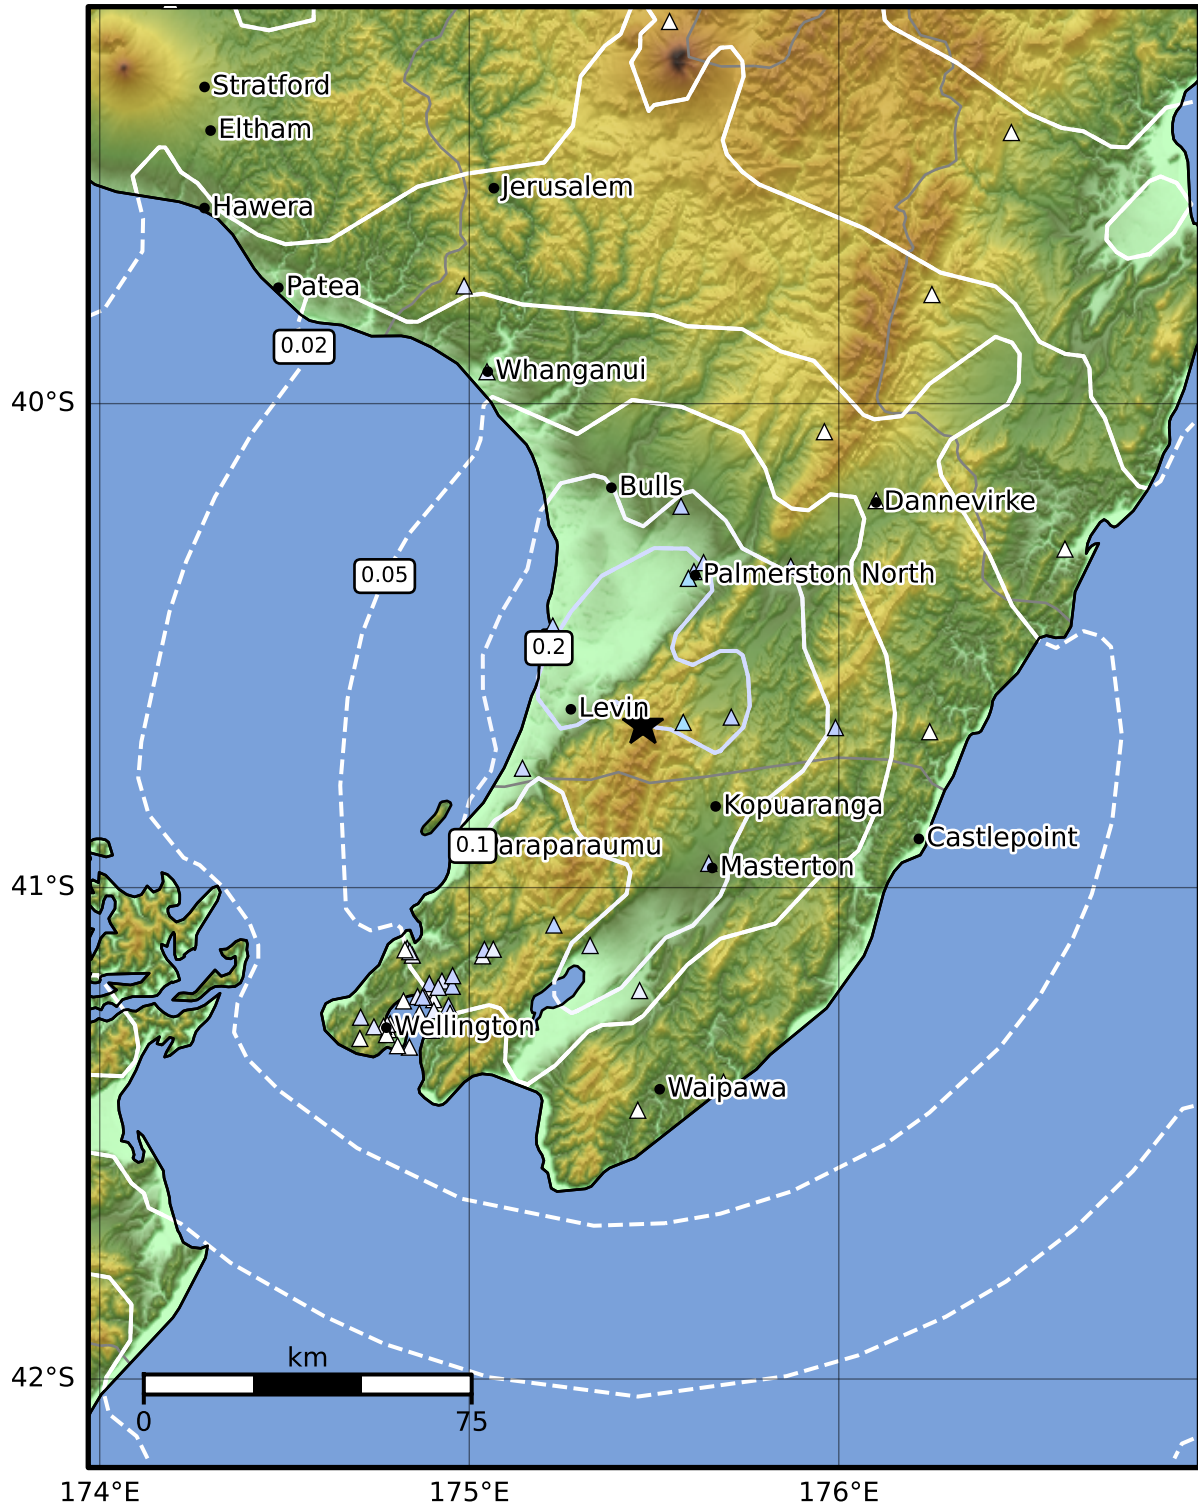 Stratford
Eltham
Jerusalem
Hawera
Patea
0.02
Whanganui
40°S
Bulls
Dannevirke
0.05
Palmerston North
0.2
Levin
Kopuaranga
Castlepoint
0.1
araparaumu
Masterton
41°S
Wellington
Waipawa
km
42°S
0
75
174°E
175°E
176°E